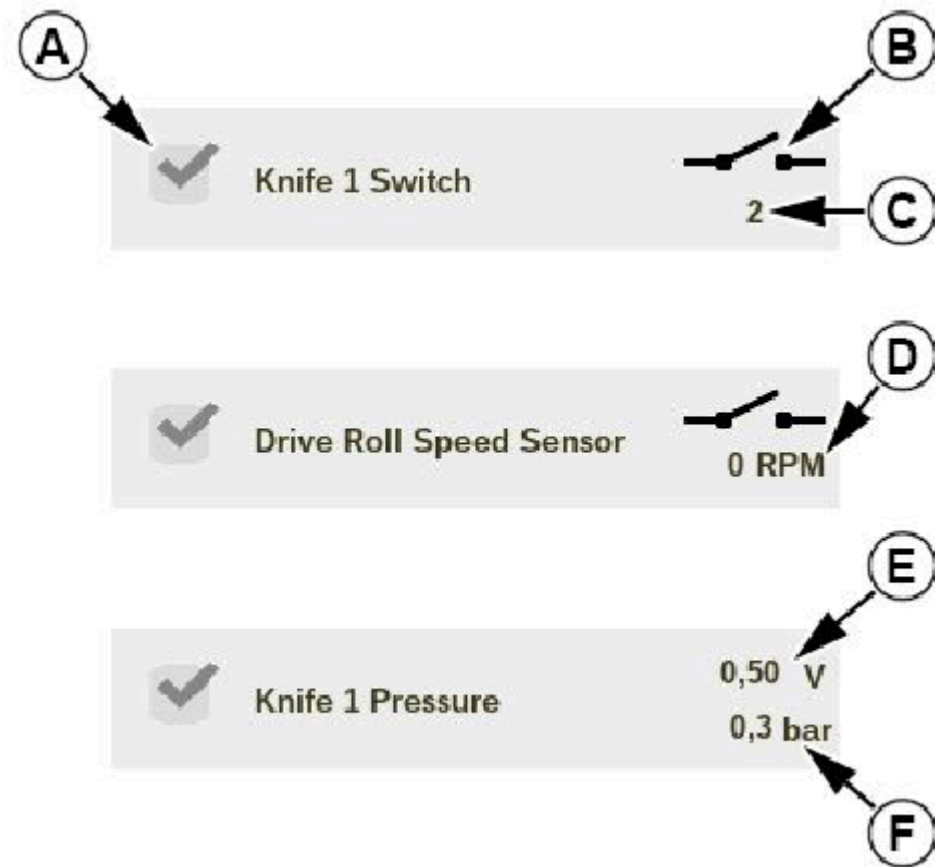 A
B
Knife 1 Switch
2
C
D
Drive Roll Speed Sensor
0 RPM
E
0,50 V
Knife 1 Pressure
0,3 bar
F